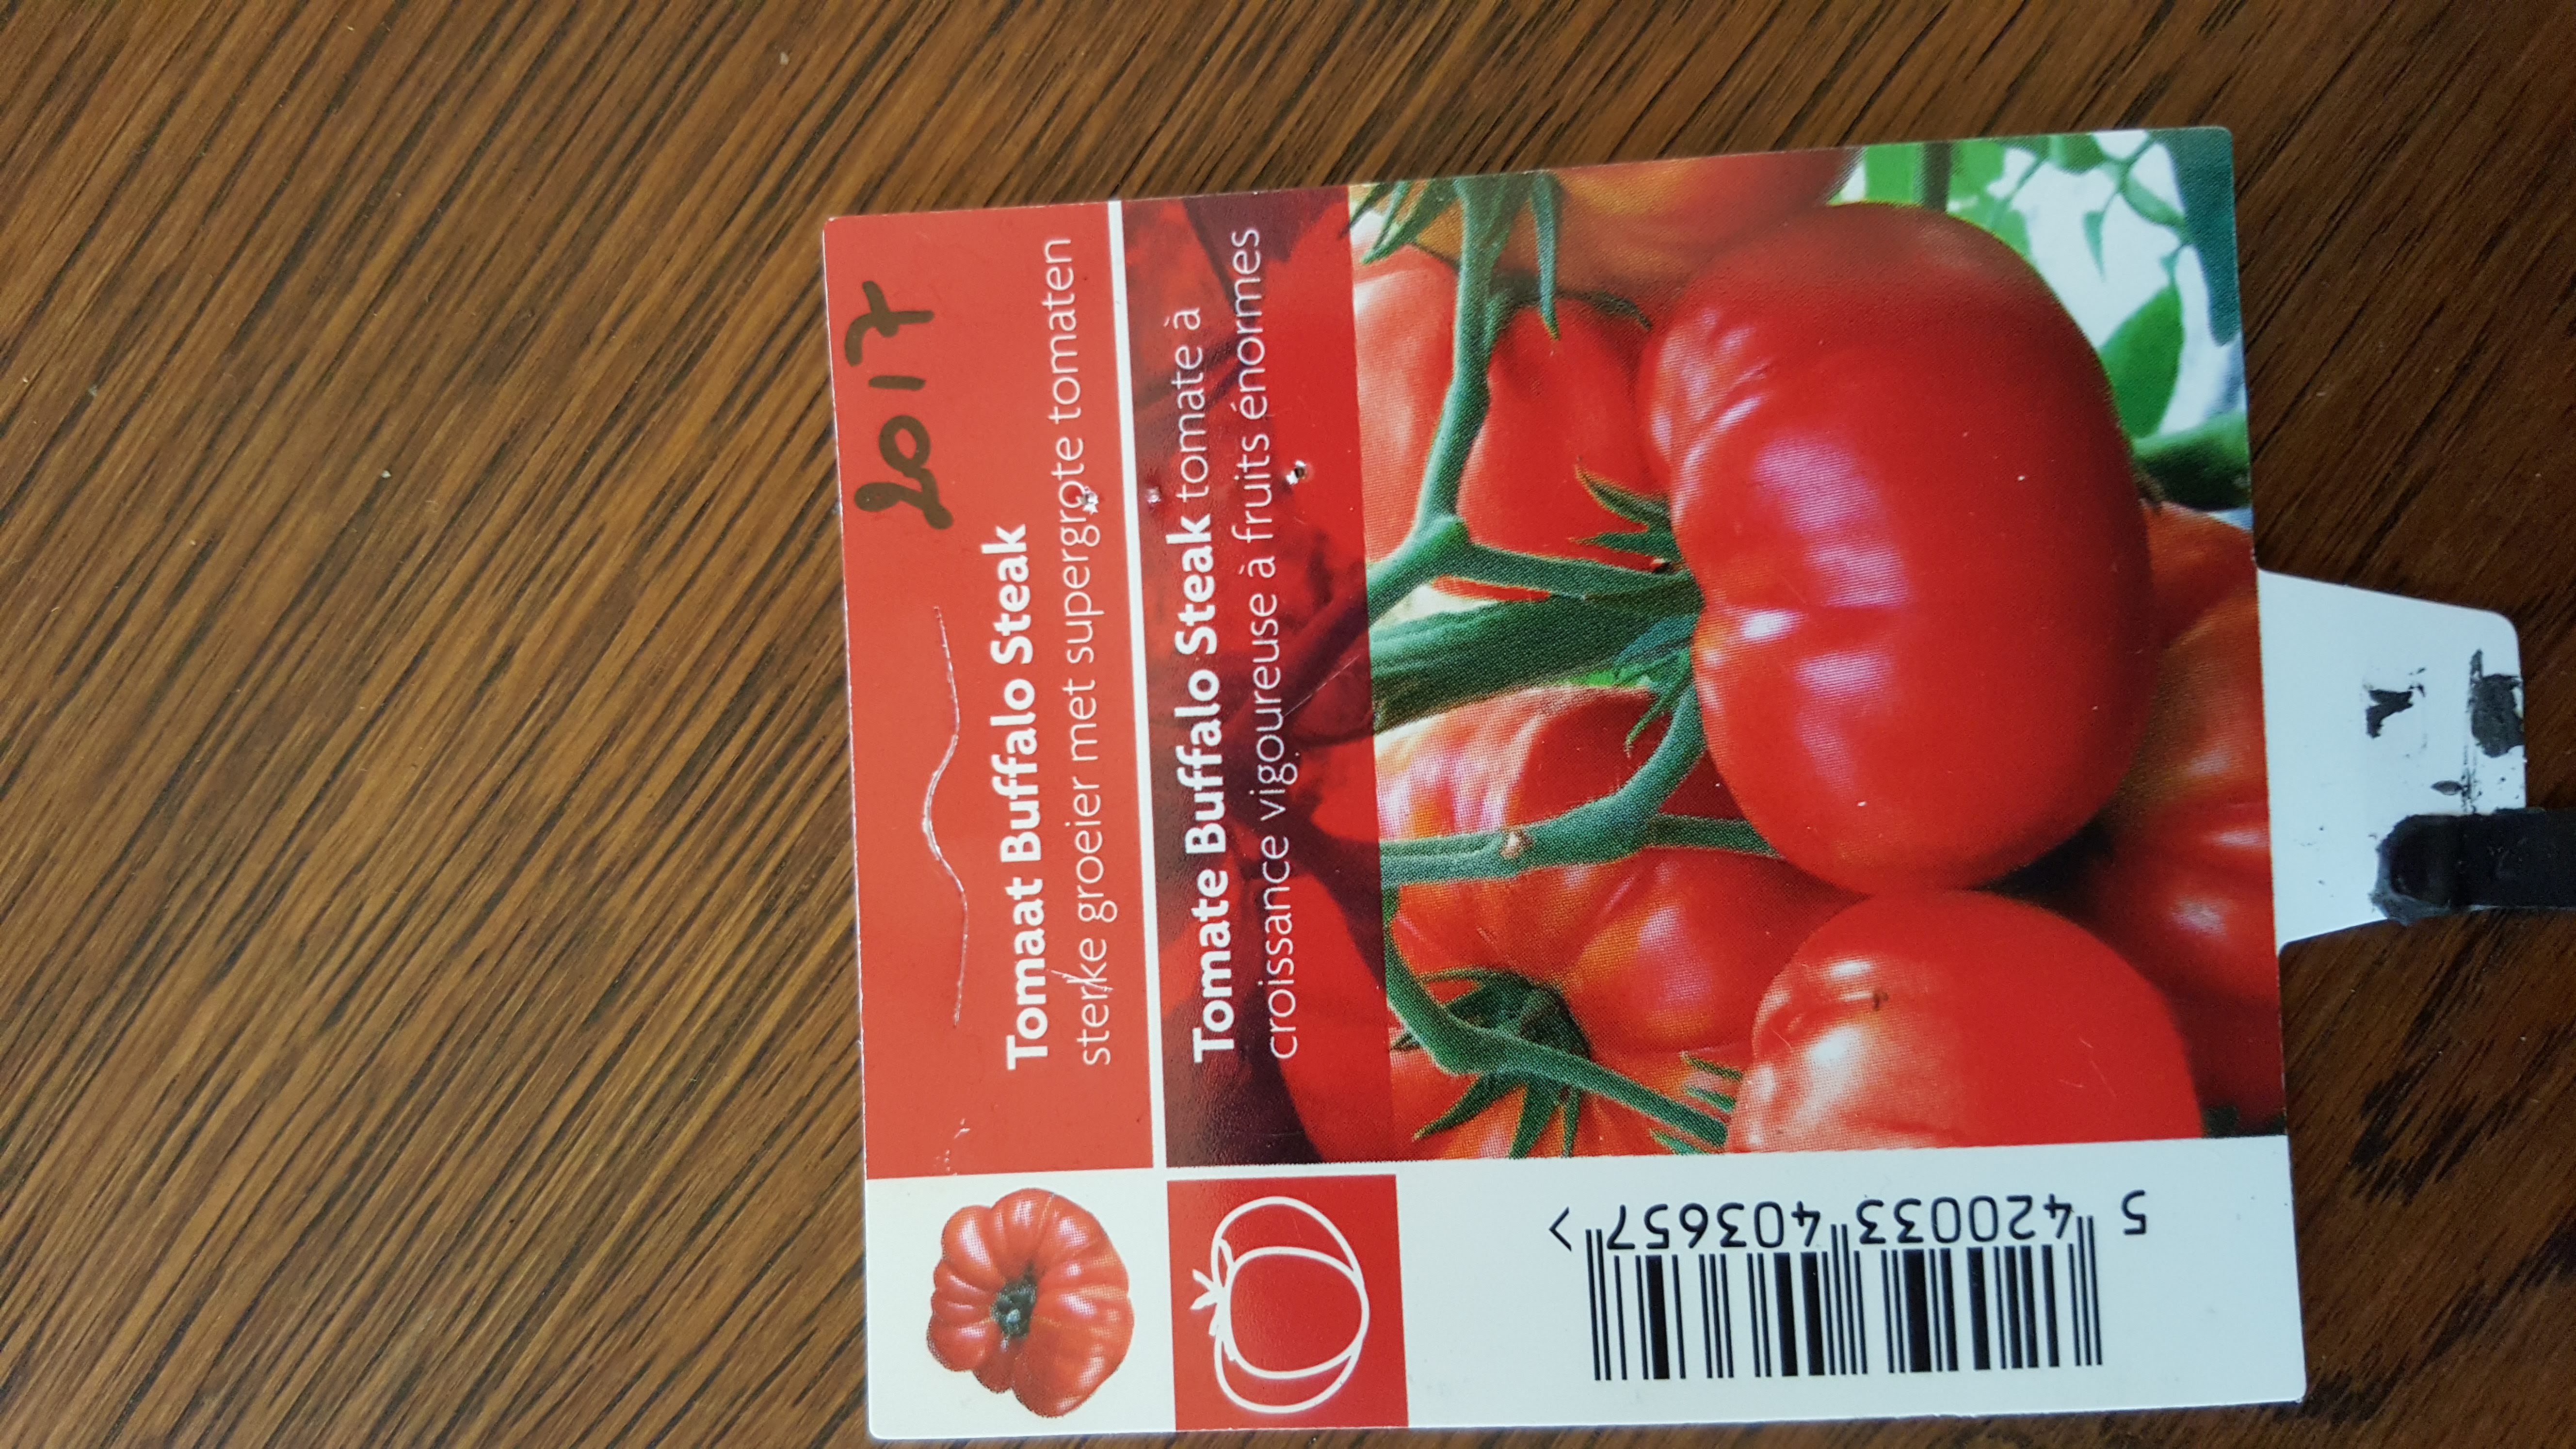 2017
Tomaat Buffalo Steak
sterke groeier met supergrote tomaten
Tomate Buffalo Steak tomate à
croissance vigoureuse à fruits énormes
5 420033 403657 >